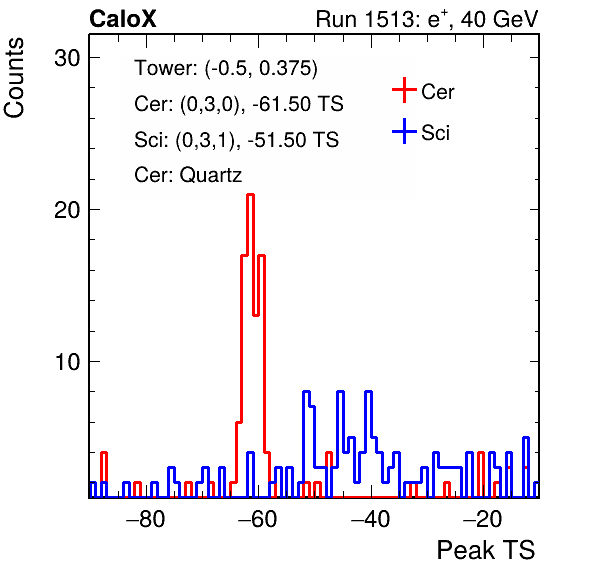 CaloX Run 1513: e⁺, 40 GeV
Counts
30
Tower: (-0.5, 0.375)
Cer: (0,3,0), -61.50 TS
Sci: (0,3,1), -51.50 TS
Cer: Quartz
Cer
Sci
20
10
−80 −60 −40 −20
Peak TS